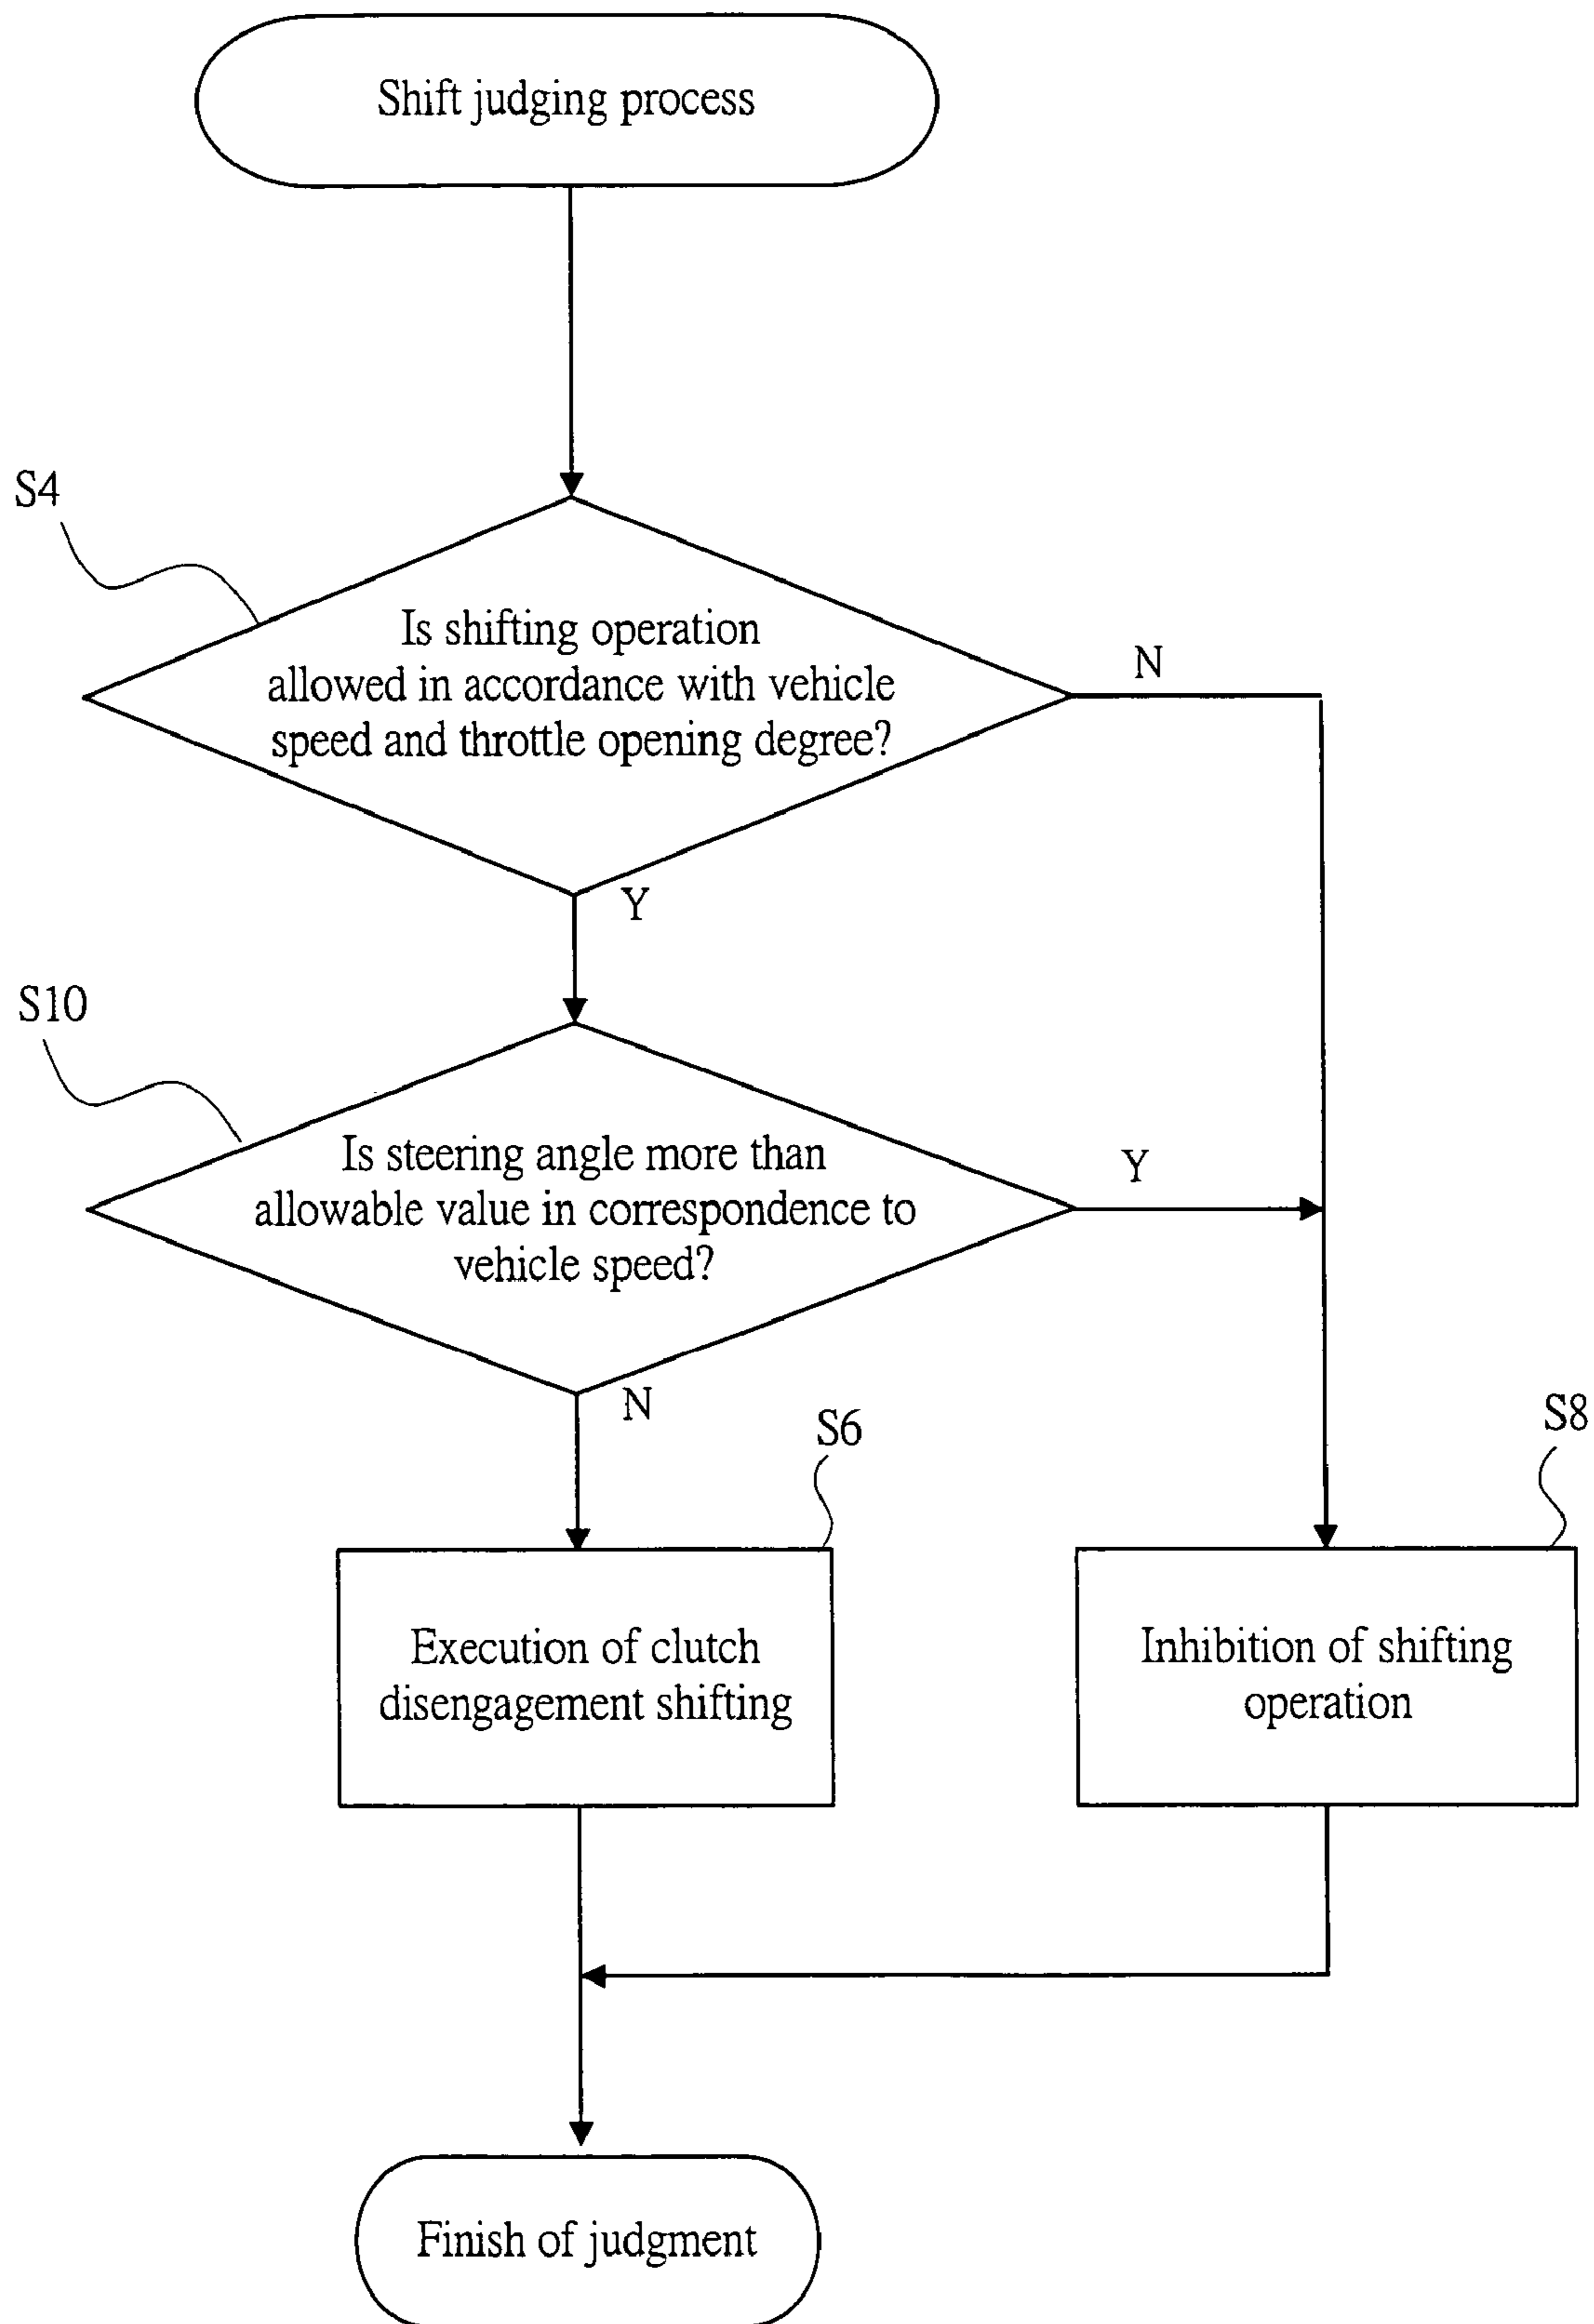 Shift judging process
S4
Is shifting operation
allowed in accordance with vehicle
speed and throttle opening degree?
N
Y
S10
Is steering angle more than
allowable value in correspondence to
vehicle speed?
Y
N
S6
S8
Execution of clutch
disengagement shifting
Inhibition of shifting
operation
Finish of judgment